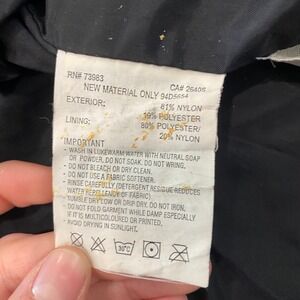 RN# 73983 CA# 26406
NEW MATERIAL ONLY 94D5654
EXTERIOR: 81% NYLON
19% POLYESTER
LINING: 80% POLYESTER/
20% NYLON
IMPORTANT
- WASH IN LUKEWARM WATER WITH NEUTRAL SOAP
OR POWDER. DO NOT SOAK. DO NOT WRING.
- DO NOT BLEACH OR DRY CLEAN.
- DO NOT USE A FABRIC SOFTENER.
- RINSE CAREFULLY (DETERGENT RESIDUE REDUCES
WATER REPELLENCY OF FABRIC).
- TUMBLE DRY LOW OR DRIP DRY. DO NOT IRON.
- DO NOT FOLD GARMENT WHILE DAMP ESPECIALLY
IF IT IS MULTICOLOURED OR PRINTED.
- AVOID DRYING IN SUNLIGHT.
30°C